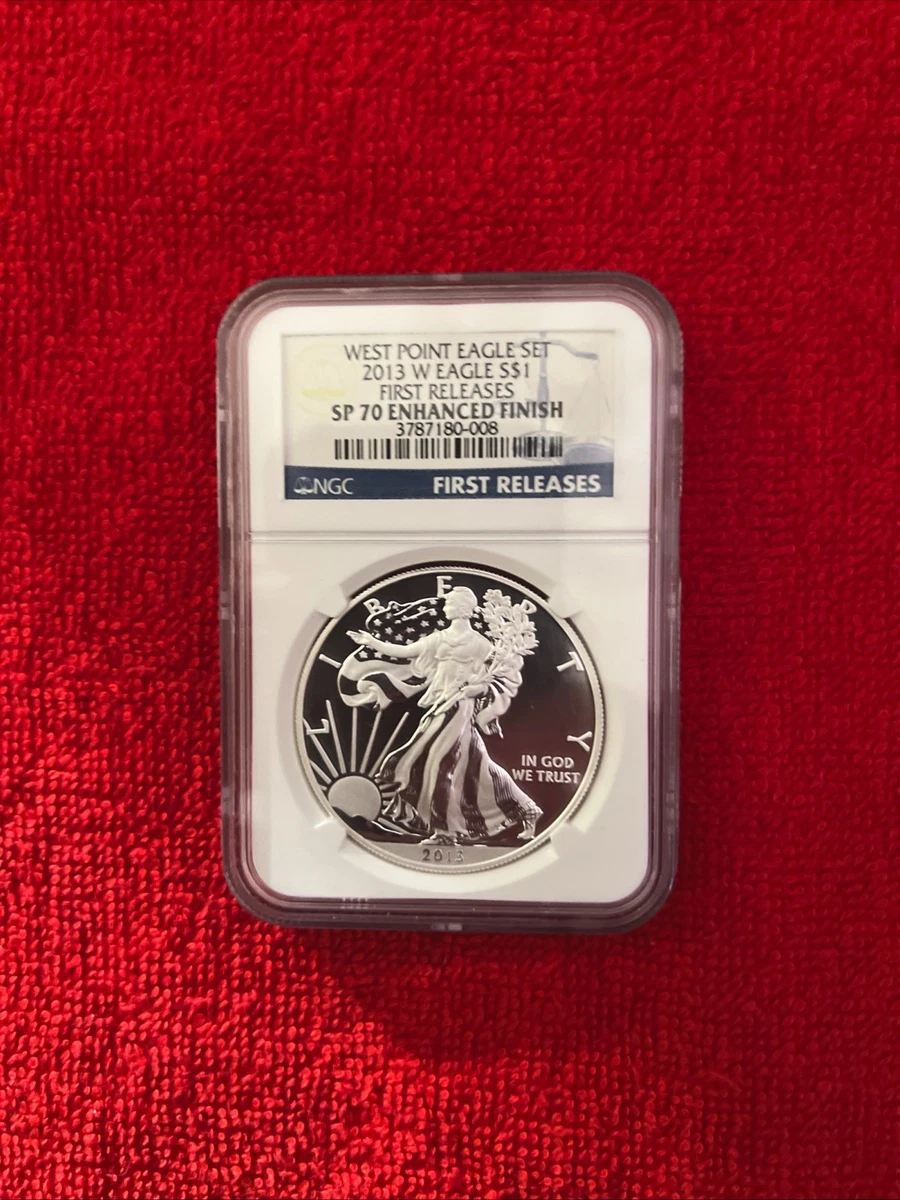 WEST POINT EAGLE SET
2013 W EAGLE S$1
FIRST RELEASES
SP 70 ENHANCED FINISH
3787180-008
NGC FIRST RELEASES
LIBERTY
IN GOD
WE TRUST
2013